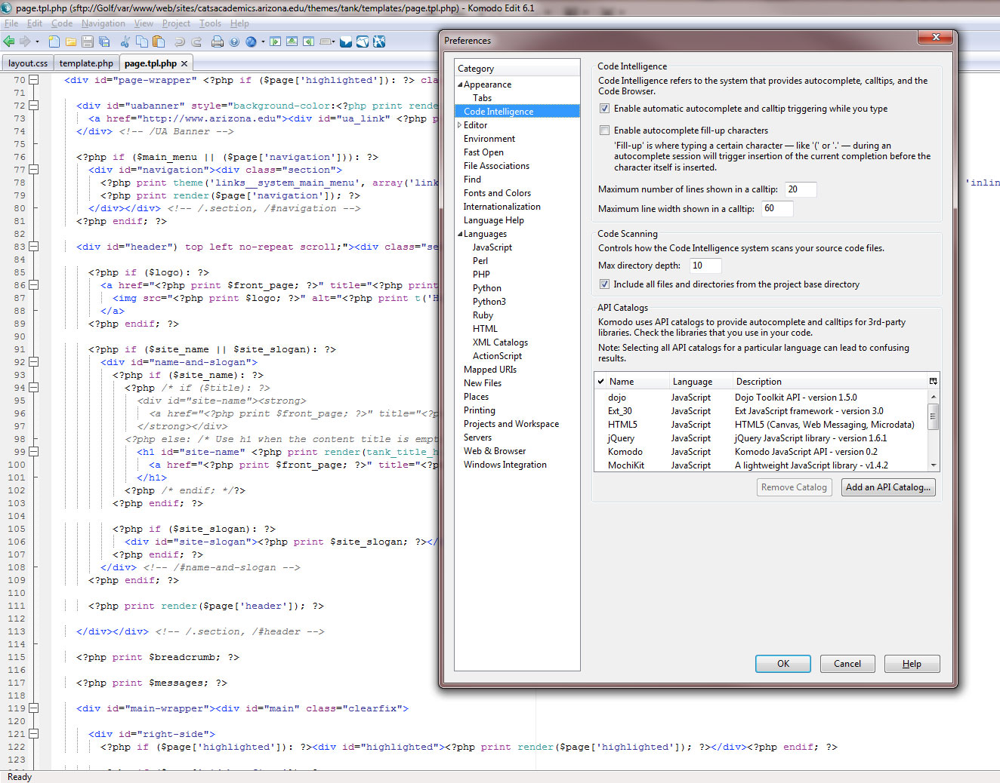 page.tpl.php (sftp://Golf/var/www/web/sites/catsacademics.arizona.edu/themes/tank/templates/page.tpl.php) - Komodo Edit 6.1
File Edit Code Navigation View Project Tools Help
layout.css template.php page.tpl.php
70 <div id="page-wrapper" <?php if ($page['highlighted']): ?> clas
71
72 <div id="uabanner" style="background-color:<?php print rende
73 <a href="http://www.arizona.edu"><div id="ua_link" <?php p
74 </div> <!-- /UA Banner -->
75
76 <?php if ($main_menu || ($page['navigation'])): ?>
77 <div id="navigation"><div class="section">
78 <?php print theme('links__system_main_menu', array('link 'inlin
79 <?php print render($page['navigation']); ?>
80 </div></div> <!-- /.section, /#navigation -->
81 <?php endif; ?>
82
83 <div id="header") top left no-repeat scroll;"><div class="se
84
85 <?php if ($logo): ?>
86 <a href="<?php print $front_page; ?>" title="<?php print
87 <img src="<?php print $logo; ?>" alt="<?php print t('H
88 </a>
89 <?php endif; ?>
90
91 <?php if ($site_name || $site_slogan): ?>
92 <div id="name-and-slogan">
93 <?php if ($site_name): ?>
94 <?php /* if ($title): ?>
95 <div id="site-name"><strong>
96 <a href="<?php print $front_page; ?>" title="<?p
97 </strong></div>
98 <?php else: /* Use h1 when the content title is empt
99 <h1 id="site-name" <?php print render(tank_title_h
100 <a href="<?php print $front_page; ?>" title="<?p
101 </h1>
102 <?php /* endif; */?>
103 <?php endif; ?>
104
105 <?php if ($site_slogan): ?>
106 <div id="site-slogan"><?php print $site_slogan; ?></
107 <?php endif; ?>
108 </div> <!-- /#name-and-slogan -->
109 <?php endif; ?>
110
111 <?php print render($page['header']); ?>
112
113 </div></div> <!-- /.section, /#header -->
114
115 <?php print $breadcrumb; ?>
116
117 <?php print $messages; ?>
118
119 <div id="main-wrapper"><div id="main" class="clearfix">
120
121 <div id="right-side">
122 <?php if ($page['highlighted']): ?><div id="highlighted"><?php print render($page['highlighted']); ?></div><?php endif; ?>
123
Ready
Preferences
Category
Appearance
Tabs
Code Intelligence
Editor
Environment
Fast Open
File Associations
Find
Fonts and Colors
Internationalization
Language Help
Languages
JavaScript
Perl
PHP
Python
Python3
Ruby
HTML
XML Catalogs
ActionScript
Mapped URIs
New Files
Places
Printing
Projects and Workspace
Servers
Web & Browser
Windows Integration
Code Intelligence
Code Intelligence refers to the system that provides autocomplete, calltips, and the
Code Browser.
Enable automatic autocomplete and calltip triggering while you type
Enable autocomplete fill-up characters
'Fill-up' is where typing a certain character — like '(' or '.' — during an
autocomplete session will trigger insertion of the current completion before the
character itself is inserted.
Maximum number of lines shown in a calltip: 20
Maximum line width shown in a calltip: 60
Code Scanning
Controls how the Code Intelligence system scans your source code files.
Max directory depth: 10
Include all files and directories from the project base directory
API Catalogs
Komodo uses API catalogs to provide autocomplete and calltips for 3rd-party
libraries. Check the libraries that you use in your code.
Note: Selecting all API catalogs for a particular language can lead to confusing
results.
Name Language Description
dojo JavaScript Dojo Toolkit API - version 1.5.0
Ext_30 JavaScript Ext JavaScript framework - version 3.0
HTML5 JavaScript HTML5 (Canvas, Web Messaging, Microdata)
jQuery JavaScript jQuery JavaScript library - version 1.6.1
Komodo JavaScript Komodo JavaScript API - version 0.2
MochiKit JavaScript A lightweight JavaScript library - v1.4.2
Remove Catalog Add an API Catalog...
OK Cancel Help